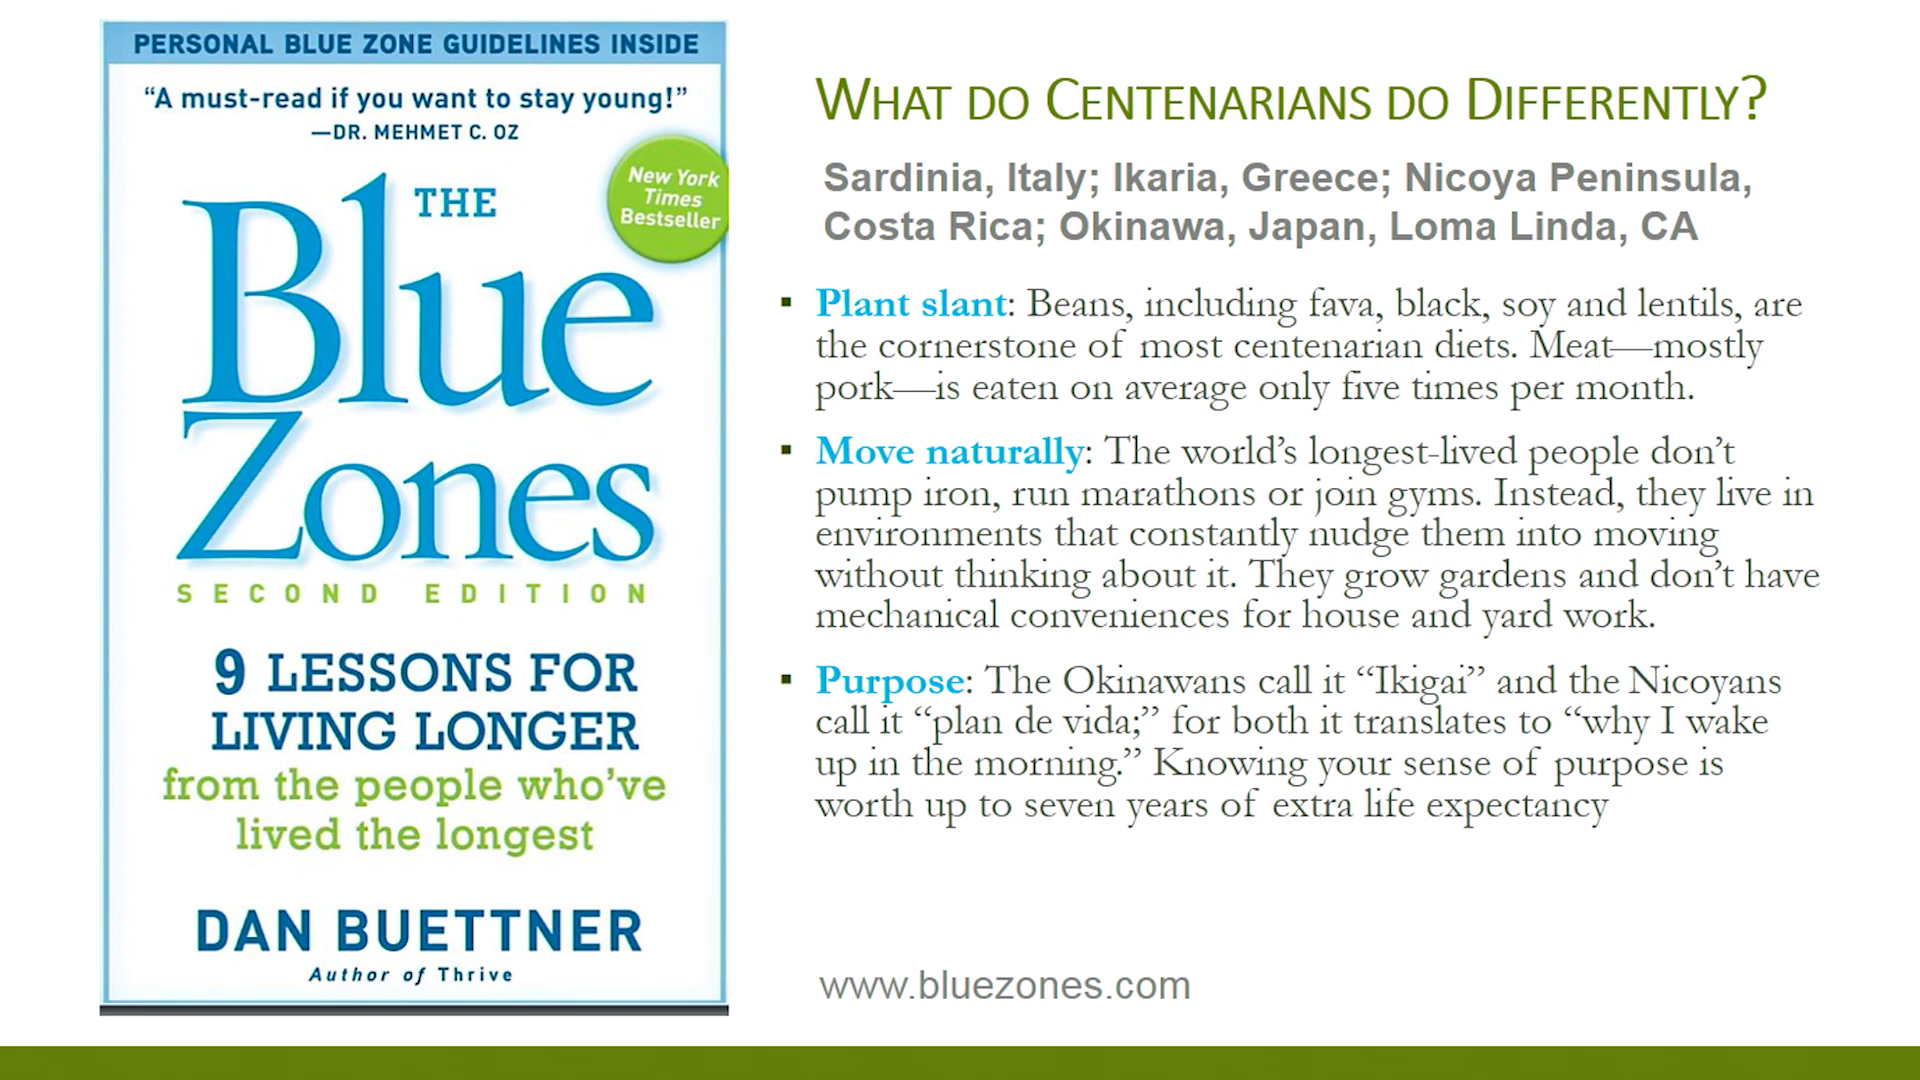 PERSONAL BLUE ZONE GUIDELINES INSIDE
“A must-read if you want to stay young!”
—DR. MEHMET C. OZ
New York
Times
Bestseller
THE
Blue
Zones
SECOND EDITION
9 LESSONS FOR
LIVING LONGER
from the people who’ve
lived the longest
DAN BUETTNER
Author of Thrive
WHAT DO CENTENARIANS DO DIFFERENTLY?
Sardinia, Italy; Ikaria, Greece; Nicoya Peninsula,
Costa Rica; Okinawa, Japan, Loma Linda, CA
▪ Plant slant: Beans, including fava, black, soy and lentils, are
the cornerstone of most centenarian diets. Meat—mostly
pork—is eaten on average only five times per month.
▪ Move naturally: The world’s longest-lived people don’t
pump iron, run marathons or join gyms. Instead, they live in
environments that constantly nudge them into moving
without thinking about it. They grow gardens and don’t have
mechanical conveniences for house and yard work.
▪ Purpose: The Okinawans call it “Ikigai” and the Nicoyans
call it “plan de vida;” for both it translates to “why I wake
up in the morning.” Knowing your sense of purpose is
worth up to seven years of extra life expectancy
www.bluezones.com